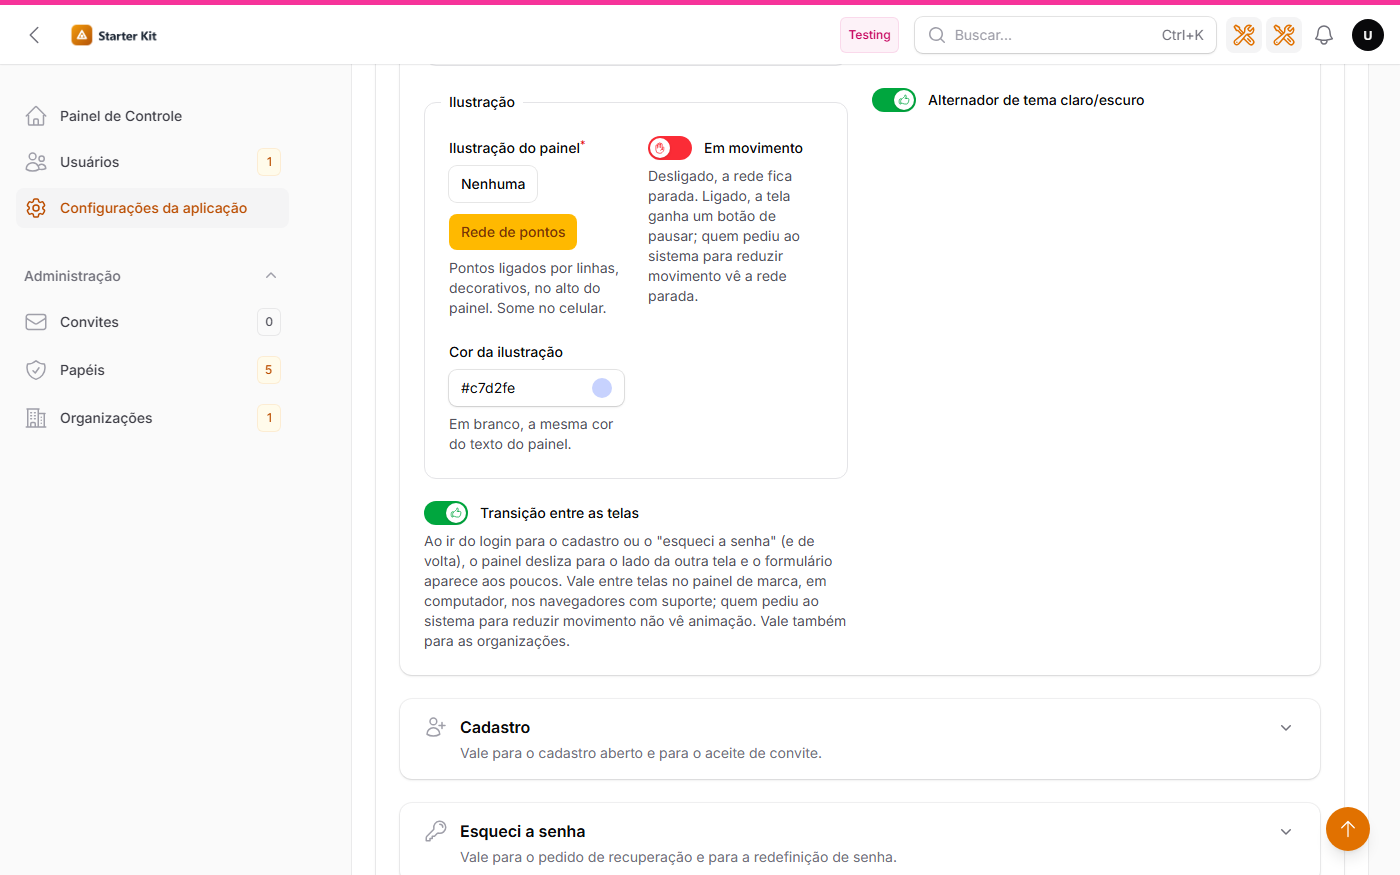 Starter Kit
Testing
Buscar...
Ctrl+K
U
Painel de Controle
Usuários
1
Configurações da aplicação
Administração
Convites
0
Papéis
5
Organizações
1
Ilustração
Ilustração do painel*
Nenhuma
Rede de pontos
Pontos ligados por linhas,
decorativos, no alto do
painel. Some no celular.
Em movimento
Desligado, a rede fica
parada. Ligado, a tela
ganha um botão de
pausar; quem pediu ao
sistema para reduzir
movimento vê a rede
parada.
Cor da ilustração
#c7d2fe
Em branco, a mesma cor
do texto do painel.
Alternador de tema claro/escuro
Transição entre as telas
Ao ir do login para o cadastro ou o "esqueci a senha" (e de
volta), o painel desliza para o lado da outra tela e o formulário
aparece aos poucos. Vale entre telas no painel de marca, em
computador, nos navegadores com suporte; quem pediu ao
sistema para reduzir movimento não vê animação. Vale também
para as organizações.
Cadastro
Vale para o cadastro aberto e para o aceite de convite.
Esqueci a senha
Vale para o pedido de recuperação e para a redefinição de senha.